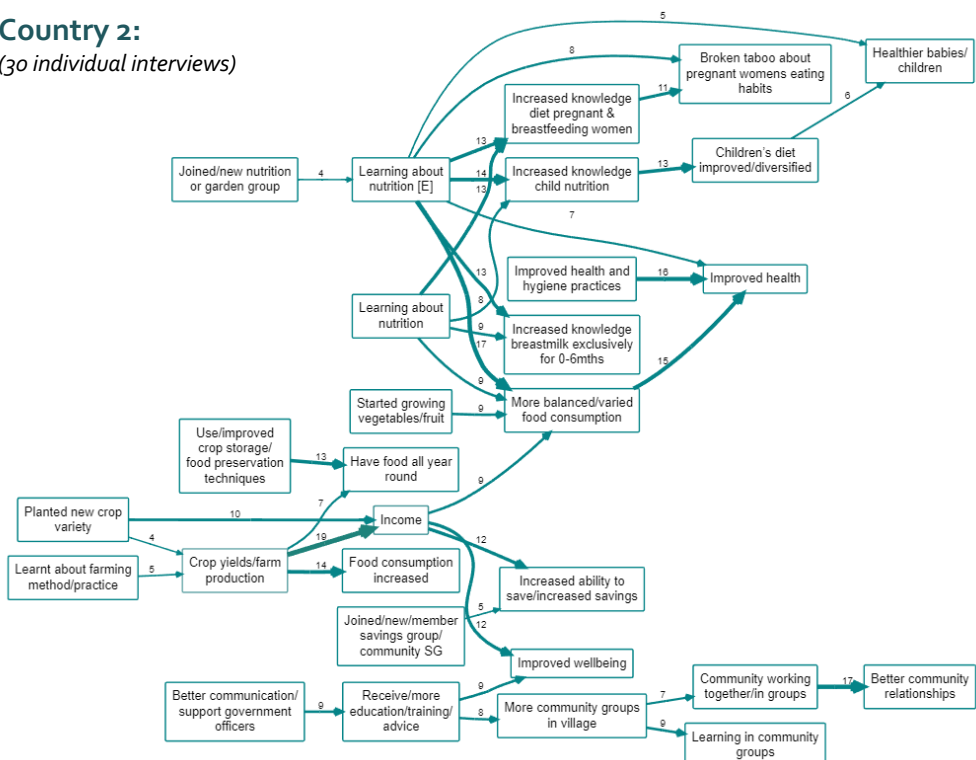 Country 2:
(30 individual interviews)
5
8
Healthier babies/
children
Broken taboo about
pregnant womens eating
habits
6
11
Increased knowledge
diet pregnant &
breastfeeding women
13
Joined/new nutrition
or garden group
4
Learning about
nutrition [E]
14
13
Increased knowledge
child nutrition
13
Children's diet
improved/diversified
7
Improved health and
hygiene practices
16
Improved health
13
8
Learning about
nutrition
9
17
Increased knowledge
breastmilk exclusively
for 0-6mths
15
9
Started growing
vegetables/fruit
9
More balanced/varied
food consumption
Use/improved
crop storage/
food preservation
techniques
13
Have food all year
round
9
7
Planted new crop
variety
10
Income
4
19
12
Learnt about farming
method/practice
5
Crop yields/farm
production
14
Food consumption
increased
Increased ability to
save/increased savings
Joined/new/member
savings group/
community SG
5
12
Improved wellbeing
Better communication/
support government
officers
9
Receive/more
education/training/
advice
9
8
More community groups
in village
7
9
Community working
together/in groups
17
Better community
relationships
Learning in community
groups